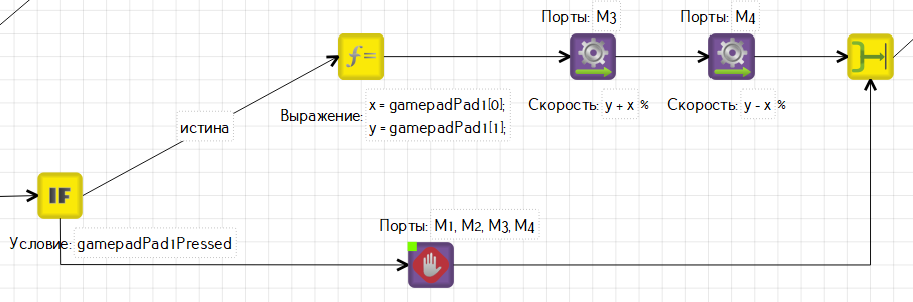 Порты: M3
Порты: M4
f=
Выражение:
x = gamepadPad1[0];
y = gamepadPad1[1];
Скорость: y + x %
Скорость: y - x %
истина
IF
Условие: gamepadPad1Pressed
Порты: M1, M2, M3, M4